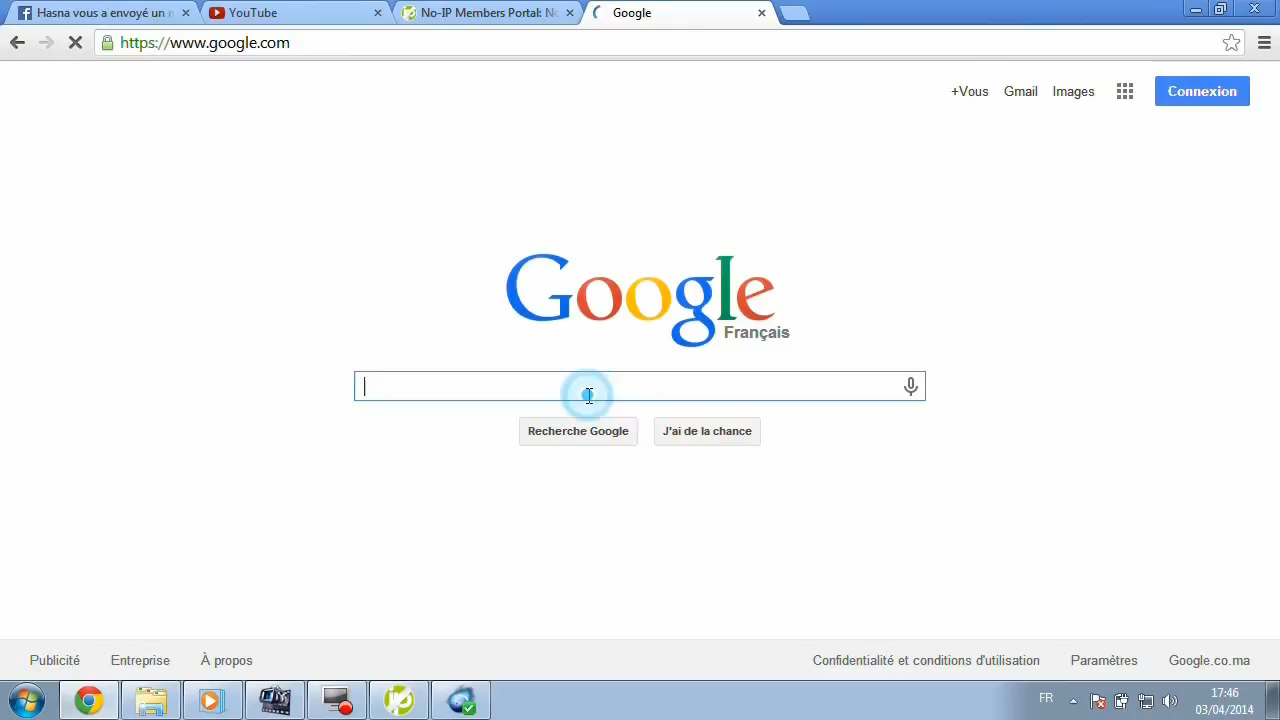 Hasna vous a envoyé un
YouTube
No-IP Members Portal:
Google
https://www.google.com
+Vous
Gmail
Images
Connexion
Google
Français
Recherche Google
J'ai de la chance
Publicité
Entreprise
À propos
Confidentialité et conditions d'utilisation
Paramètres
Google.co.ma
FR
17:46
03/04/2014